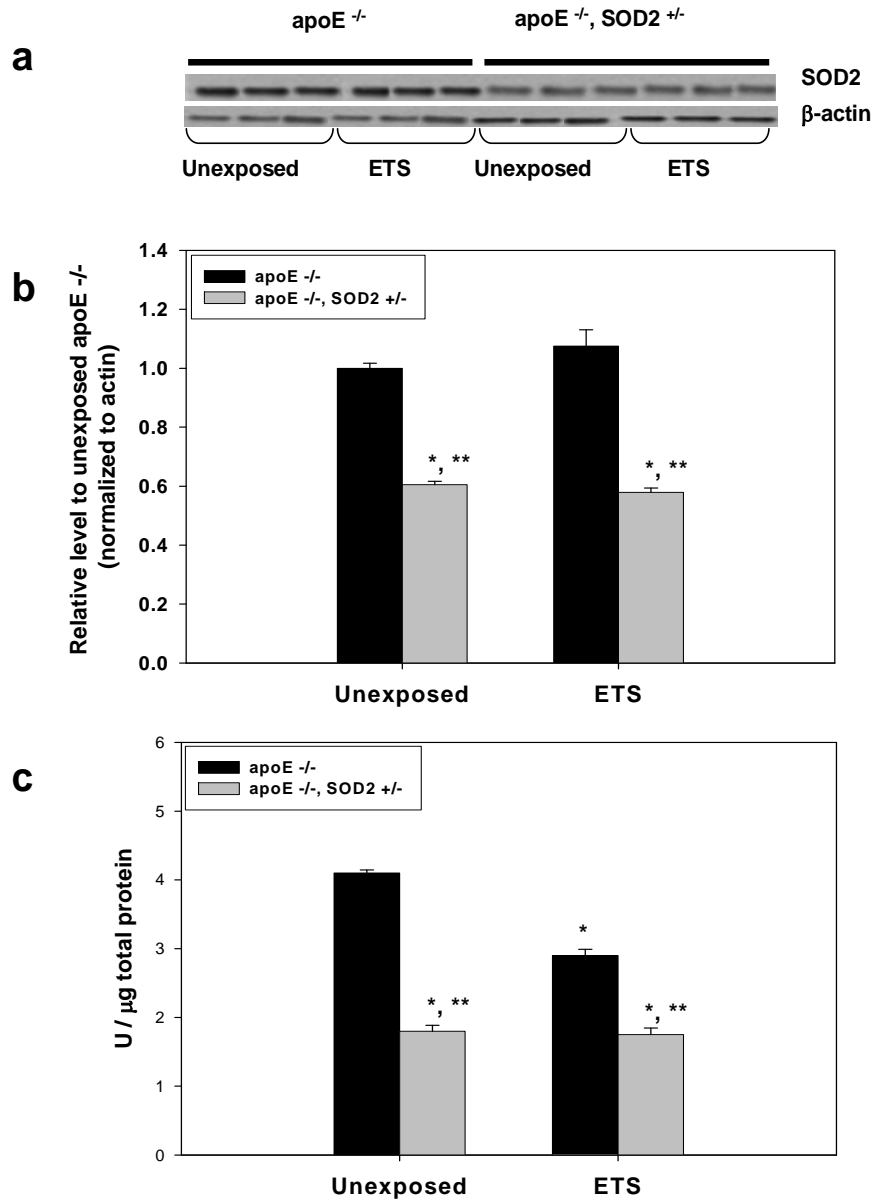 apoE -/-
apoE -/-, SOD2 +/-
a
SOD2
β-actin
Unexposed ETS Unexposed ETS
b
Relative level to unexposed apoE -/-
(normalized to actin)
1.4
1.2
1.0
0.8
0.6
0.4
0.2
0.0
apoE -/-
apoE -/-, SOD2 +/-
*, **
*, **
Unexposed ETS
c
U / µg total protein
6
5
4
3
2
1
0
apoE -/-
apoE -/-, SOD2 +/-
*, **
*
*, **
Unexposed ETS